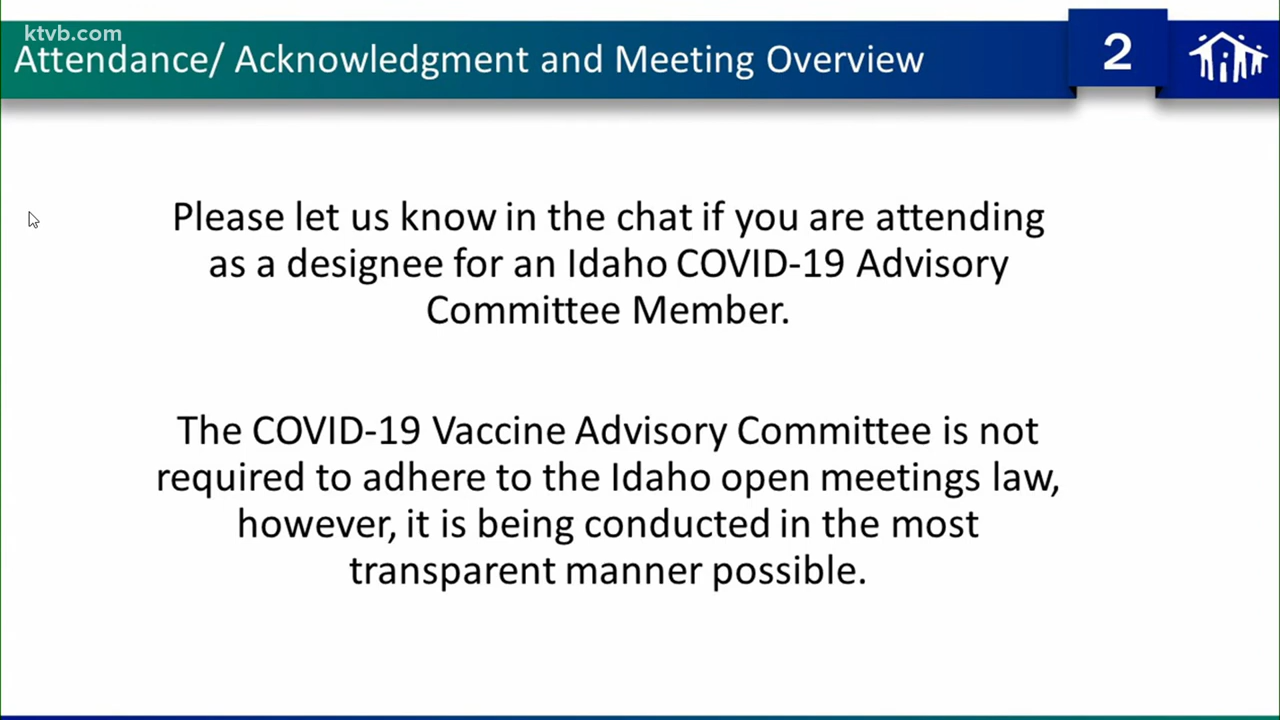 ktvb.com
Attendance/ Acknowledgment and Meeting Overview
2
Please let us know in the chat if you are attending
as a designee for an Idaho COVID-19 Advisory
Committee Member.
The COVID-19 Vaccine Advisory Committee is not
required to adhere to the Idaho open meetings law,
however, it is being conducted in the most
transparent manner possible.